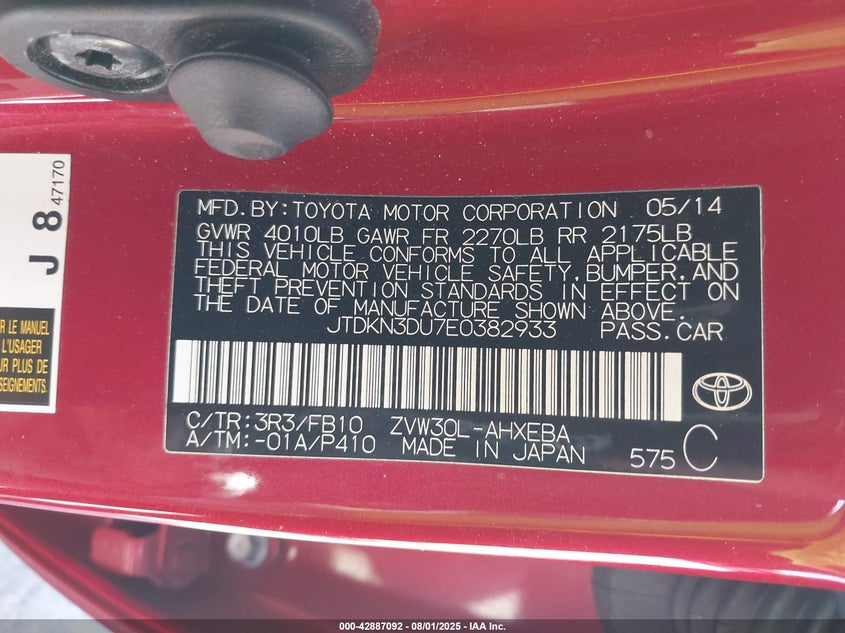 J 8 47170
R LE MANUEL
L'USAGER
UR PLUS DE
SEIGNEMENTS.
MFD.BY:TOYOTA MOTOR CORPORATION 05/14
GVWR 4010LB GAWR FR 2270LB RR 2175LB
THIS VEHICLE CONFORMS TO ALL APPLICABLE
FEDERAL MOTOR VEHICLE SAFETY,BUMPER,AND
THEFT PREVENTION STANDARDS IN EFFECT ON
THE DATE OF MANUFACTURE SHOWN ABOVE.
JTDKN3DU7E0382933 PASS.CAR
C/TR:3R3/FB10 ZVW30L-AHXEBA
A/TM:-01A/P410 MADE IN JAPAN 575 C
000-42887092 - 08/01/2025 - IAA Inc.